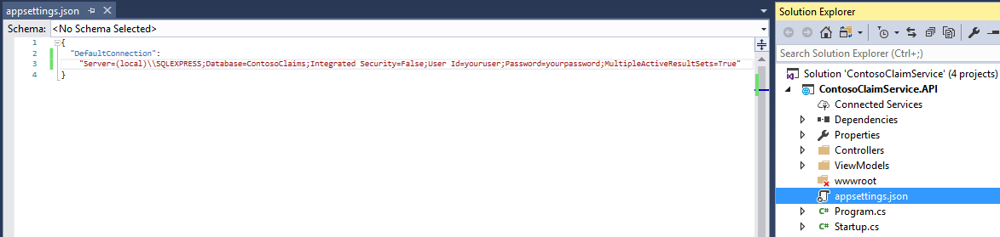 appsettings.json
Schema: <No Schema Selected>
1 {
2 "DefaultConnection":
3 "Server=(local)\\SQLEXPRESS;Database=ContosoClaims;Integrated Security=False;User Id=youruser;Password=yourpassword;MultipleActiveResultSets=True"
4 }
Solution Explorer
Search Solution Explorer (Ctrl+;)
Solution 'ContosoClaimService' (4 projects)
ContosoClaimService.API
Connected Services
Dependencies
Properties
Controllers
ViewModels
wwwroot
appsettings.json
C# Program.cs
C# Startup.cs